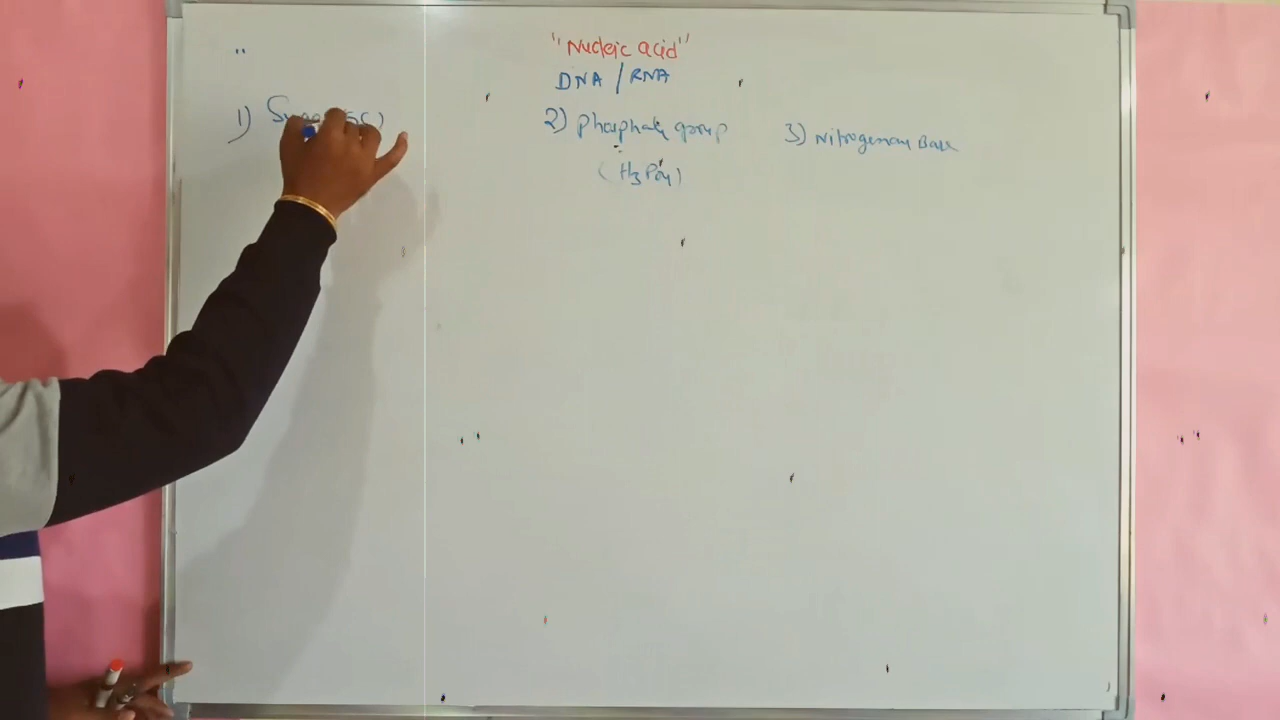 "Nucleic acid"
DNA / RNA
1)
2) phosphate group
3) Nitrogenous Base
(H3PO4)